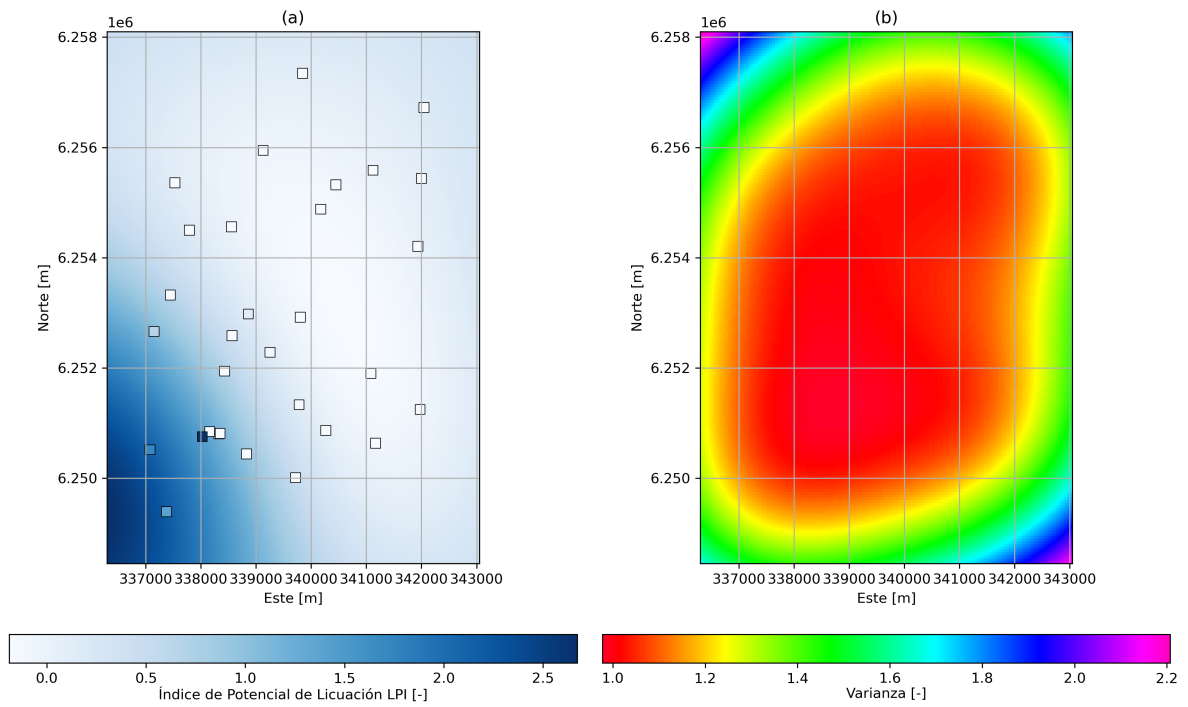 (a)
1e6
6.258
6.256
6.254
6.252
6.250
Norte [m]
337000 338000 339000 340000 341000 342000 343000
Este [m]
0.0 0.5 1.0 1.5 2.0 2.5
Índice de Potencial de Licuación LPI [-]
(b)
1e6
6.258
6.256
6.254
6.252
6.250
Norte [m]
337000 338000 339000 340000 341000 342000 343000
Este [m]
1.0 1.2 1.4 1.6 1.8 2.0 2.2
Varianza [-]